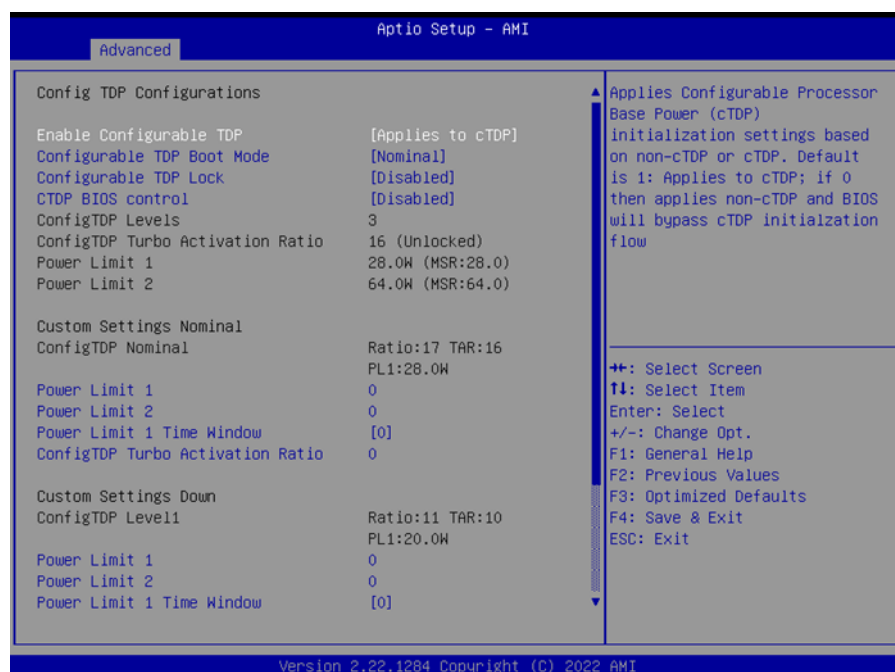 Aptio Setup – AMI
Advanced
Config TDP Configurations
Enable Configurable TDP [Applies to cTDP]
Configurable TDP Boot Mode [Nominal]
Configurable TDP Lock [Disabled]
CTDP BIOS control [Disabled]
ConfigTDP Levels 3
ConfigTDP Turbo Activation Ratio 16 (Unlocked)
Power Limit 1 28.0W (MSR:28.0)
Power Limit 2 64.0W (MSR:64.0)
Custom Settings Nominal
ConfigTDP Nominal Ratio:17 TAR:16
PL1:28.0W
Power Limit 1 0
Power Limit 2 0
Power Limit 1 Time Window [0]
ConfigTDP Turbo Activation Ratio 0
Custom Settings Down
ConfigTDP Level1 Ratio:11 TAR:10
PL1:20.0W
Power Limit 1 0
Power Limit 2 0
Power Limit 1 Time Window [0]
Applies Configurable Processor
Base Power (cTDP)
initialization settings based
on non-cTDP or cTDP. Default
is 1: Applies to cTDP; if 0
then applies non-cTDP and BIOS
will bypass cTDP initialzation
flow
→←: Select Screen
↑↓: Select Item
Enter: Select
+/-: Change Opt.
F1: General Help
F2: Previous Values
F3: Optimized Defaults
F4: Save & Exit
ESC: Exit
Version 2.22.1284 Copyright (C) 2022 AMI